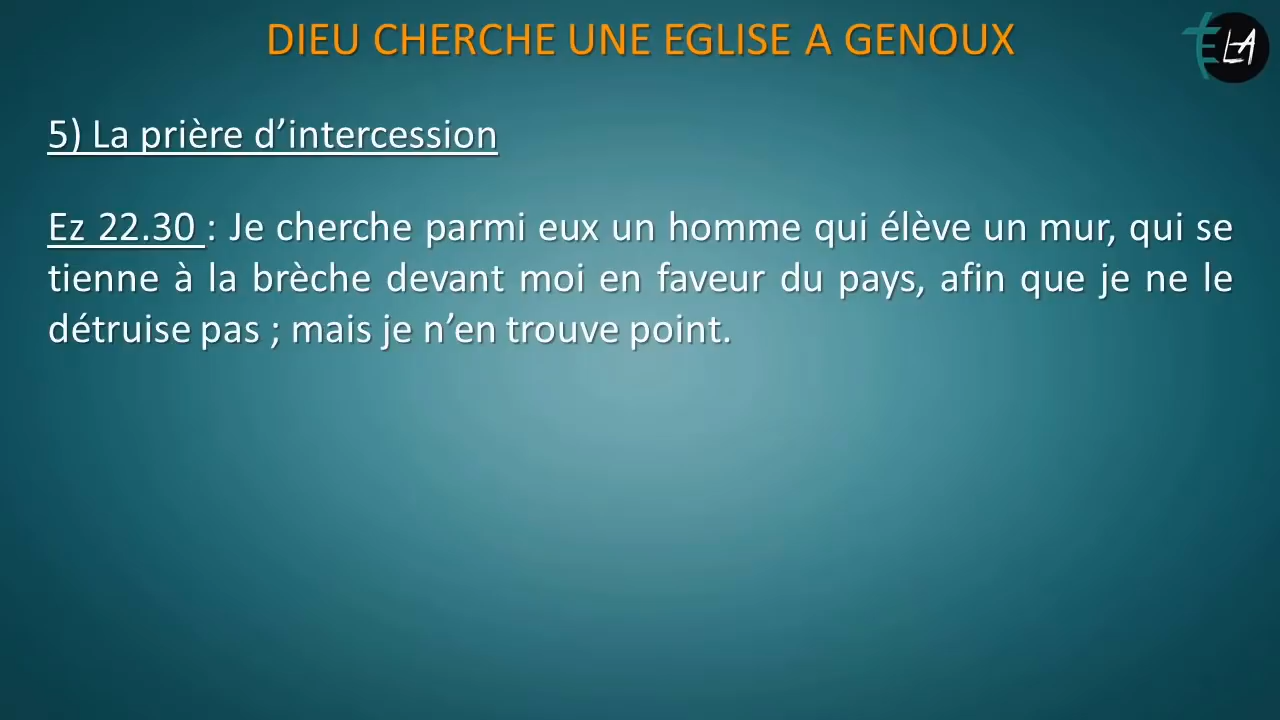 DIEU CHERCHE UNE EGLISE A GENOUX
ELA
5) La prière d’intercession
Ez 22.30 : Je cherche parmi eux un homme qui élève un mur, qui se
tienne à la brèche devant moi en faveur du pays, afin que je ne le
détruise pas ; mais je n’en trouve point.